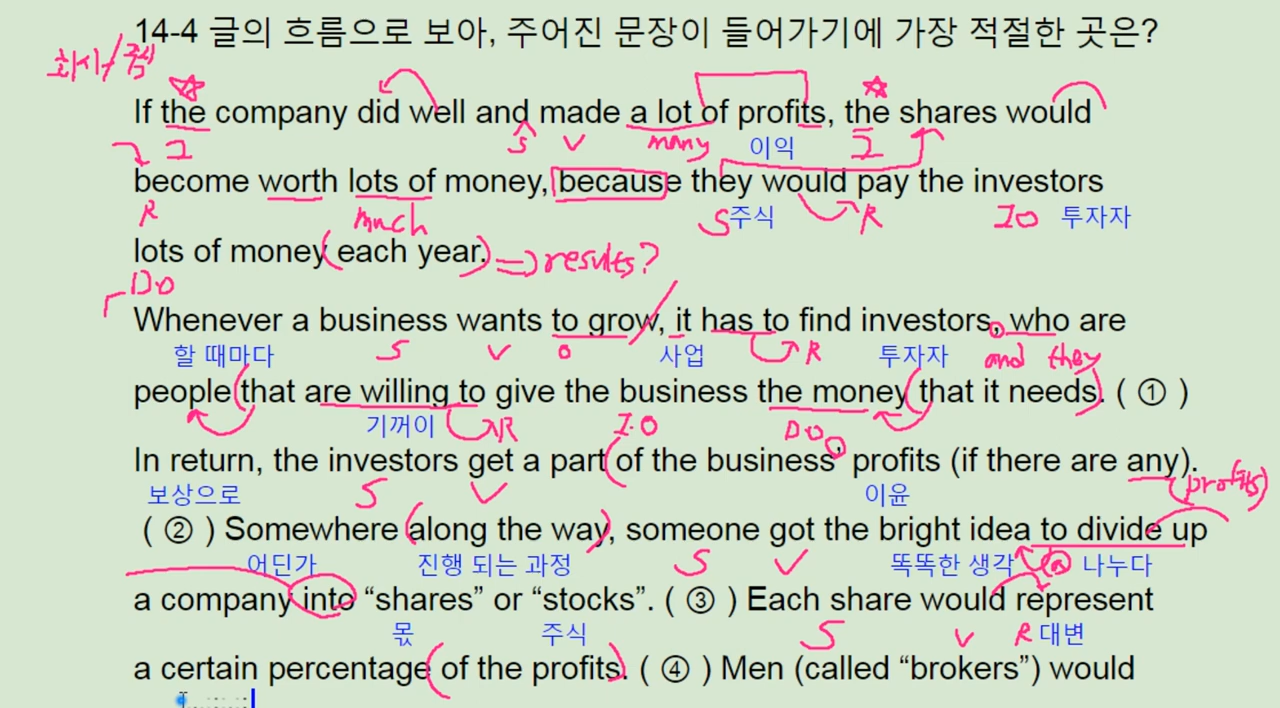 14-4 글의 흐름으로 보아, 주어진 문장이 들어가기에 가장 적절한 곳은?
회사/주식
If the company did well and made a lot of profits, the shares would
S V many 이익
become worth lots of money, because they would pay the investors
R much S 주식 R IO 투자자
lots of money (each year.) => results?
DO
Whenever a business wants to grow, it has to find investors, who are
할 때마다 S V o 사업 R 투자자 and they
people (that are willing to give the business the money (that it needs). ( ① )
기꺼이 R I.O DO
In return, the investors get a part (of the business’ profits (if there are any).
보상으로 S V 이윤 profits)
( ② ) Somewhere (along the way), someone got the bright idea to divide up
어딘가 진행 되는 과정 S V 똑똑한 생각 나누다
a company into “shares” or “stocks”. ( ③ ) Each share would represent
몫 주식 S V R 대변
a certain percentage (of the profits). ( ④ ) Men (called “brokers”) would